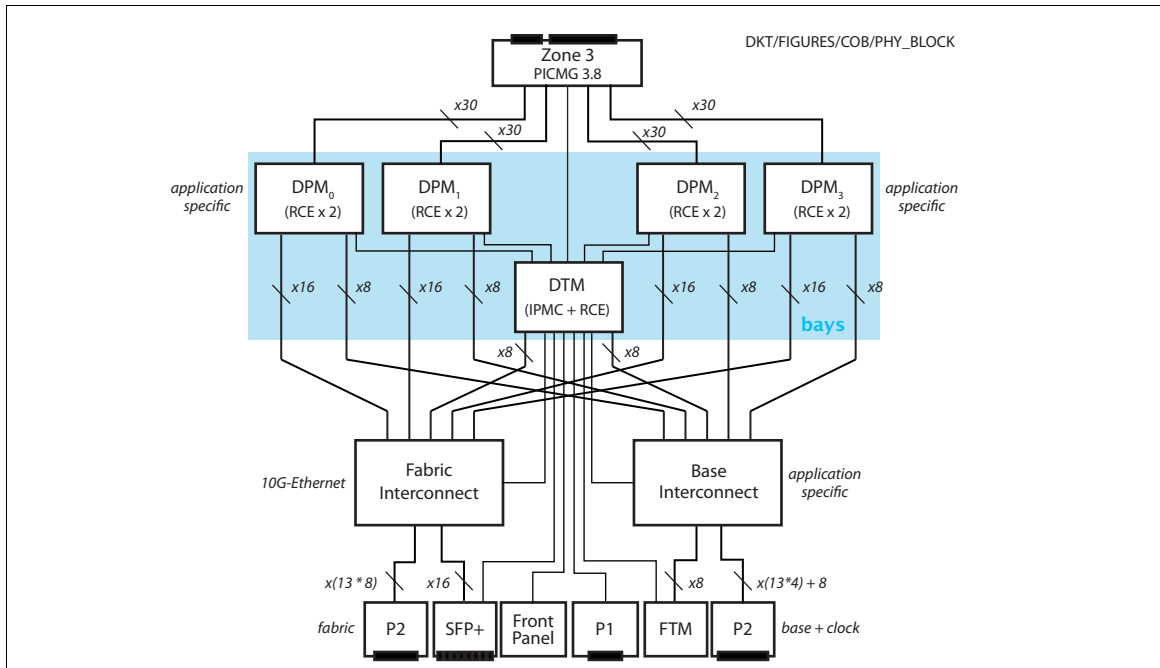 DKT/FIGURES/COB/PHY_BLOCK
Zone 3
PICMG 3.8
x30
x30
x30
x30
application
specific
DPM0
(RCE x 2)
DPM1
(RCE x 2)
DPM2
(RCE x 2)
DPM3
(RCE x 2)
application
specific
x16
x8
x16
x8
DTM
(IPMC + RCE)
x16
x8
x16
x8
bays
x8
x8
10G-Ethernet
Fabric
Interconnect
Base
Interconnect
application
specific
x(13 * 8)
x16
x8
x(13*4) + 8
fabric
P2
SFP+
Front
Panel
P1
FTM
P2
base + clock